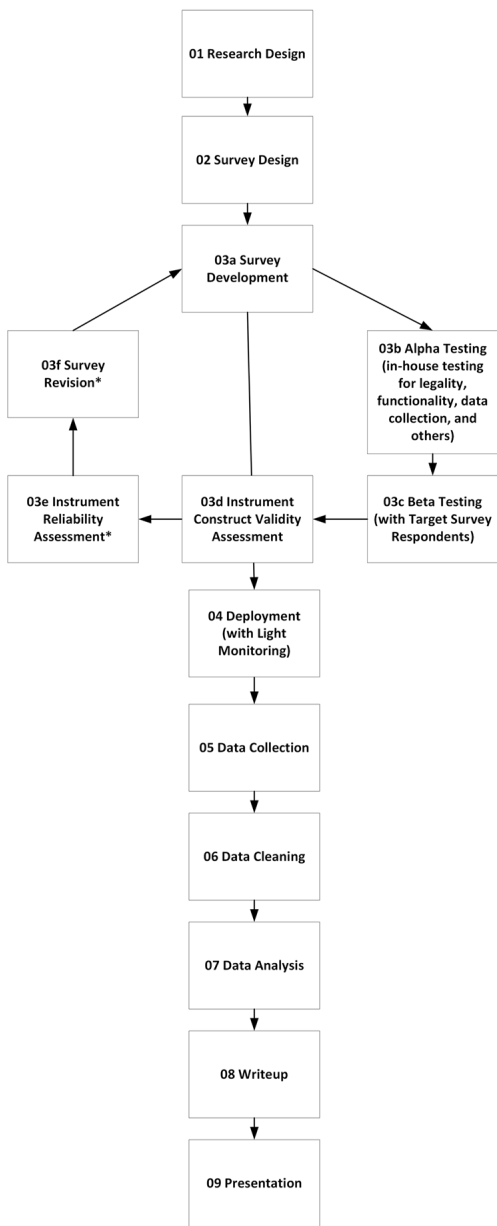 01 Research Design
02 Survey Design
03a Survey
Development
03f Survey
Revision*
03b Alpha Testing
(in-house testing
for legality,
functionality, data
collection, and
others)
03e Instrument
Reliability
Assessment*
03d Instrument
Construct Validity
Assessment
03c Beta Testing
(with Target Survey
Respondents)
04 Deployment
(with Light
Monitoring)
05 Data Collection
06 Data Cleaning
07 Data Analysis
08 Writeup
09 Presentation